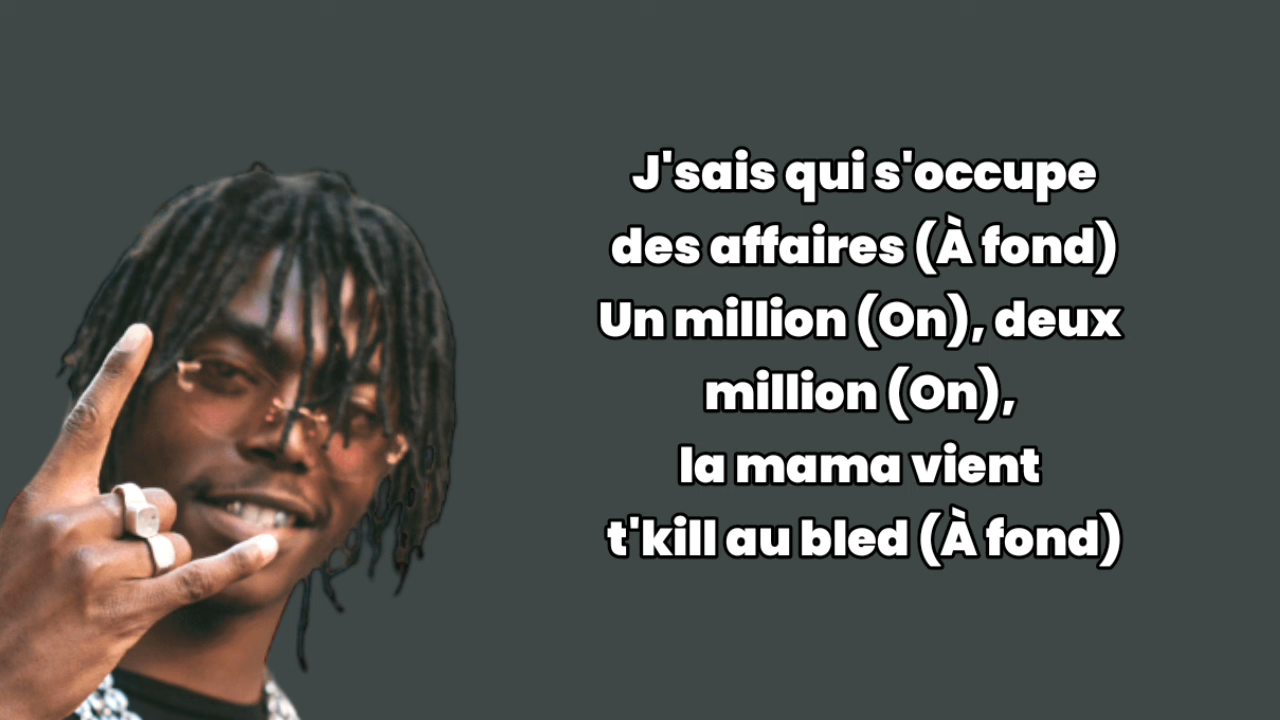 J'sais qui s'occupe
des affaires (À fond)
Un million (On), deux
million (On),
la mama vient
t'kill au bled (À fond)